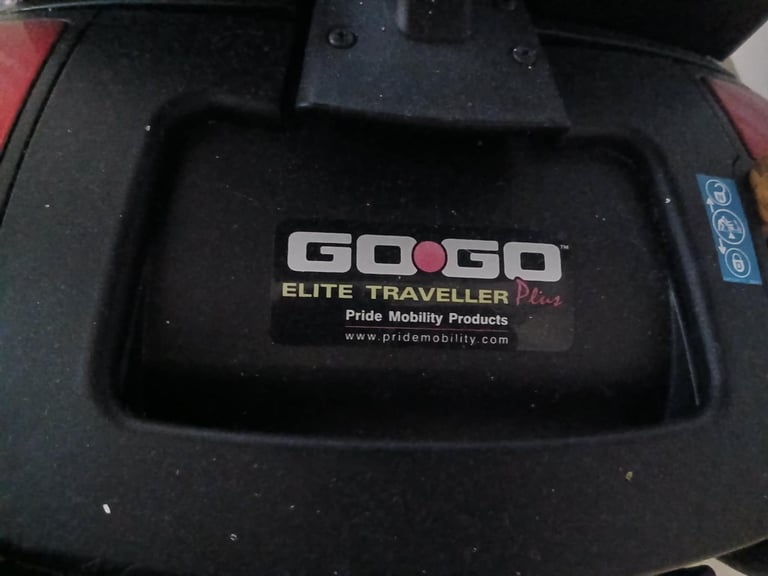 GO•GO™
ELITE TRAVELLER Plus
Pride Mobility Products
www.pridemobility.com